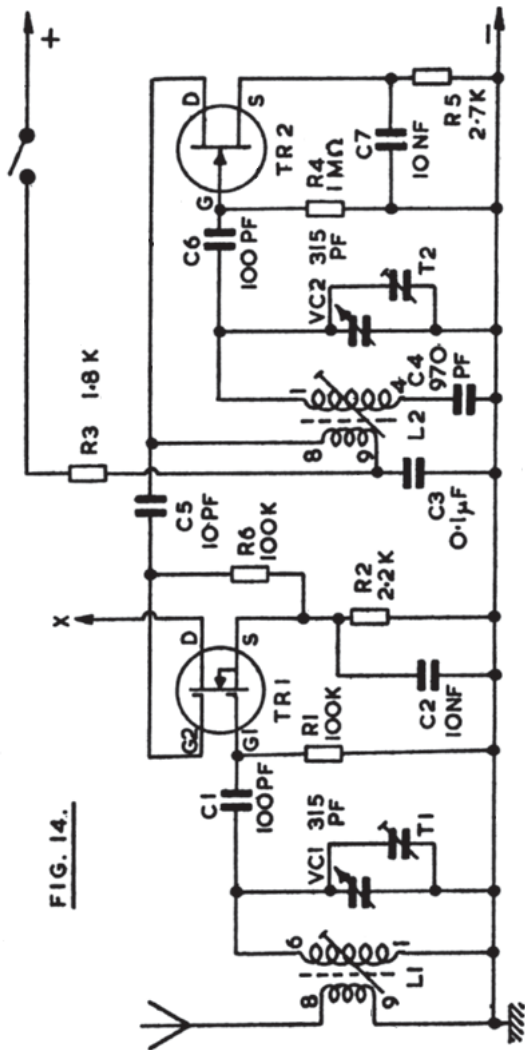 FIG. 14.
+
R3 1.8K
X
C5
10PF
R6
100K
D
S
G2
G1
TR1
C1
100PF
R1
100K
R2
2.2K
C2
10NF
6
1
8
9
L1
VC1 315
PF
T1
8
9
1
4
L2
C3
0.1µF
C4
970
PF
VC2 315
PF
T2
C6
100PF
G
D
S
TR2
R4
1MΩ
C7
10NF
R5
2.7K
−